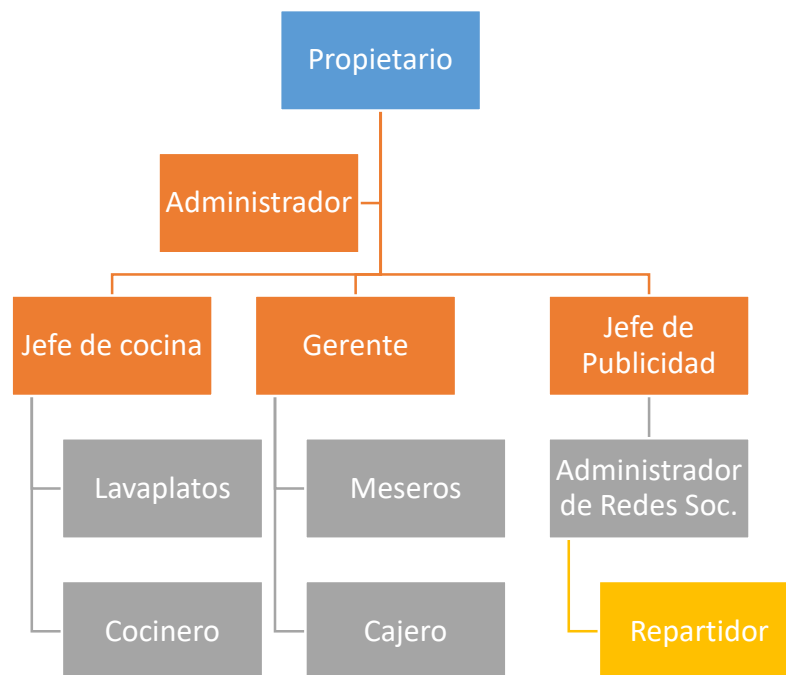 Propietario
Administrador
Jefe de cocina
Gerente
Jefe de
Publicidad
Lavaplatos
Meseros
Administrador
de Redes Soc.
Cocinero
Cajero
Repartidor